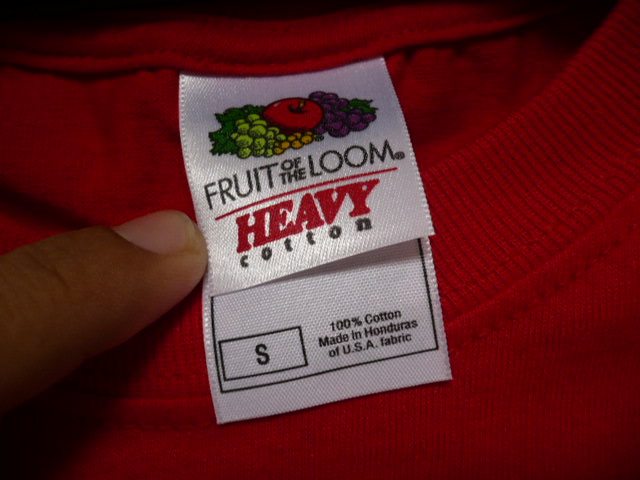 FRUIT OF THE LOOM®
HEAVY
cotton
S
100% Cotton
Made in Honduras
of U.S.A. fabric